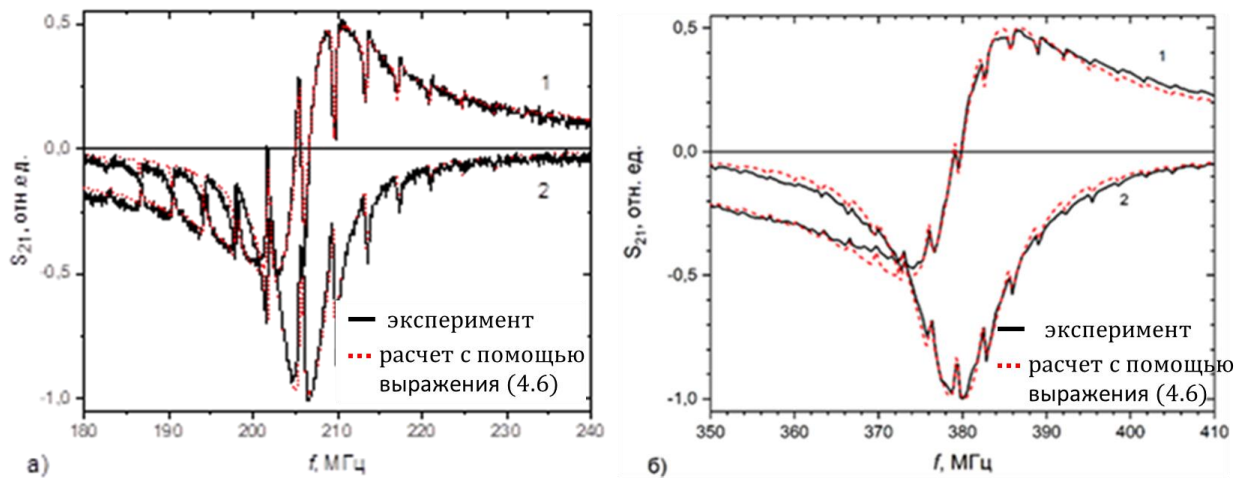 0,5
0,0
-0,5
-1,0
S21, отн. ед.
1
2
эксперимент
расчет с помощью
выражения (4.6)
180 190 200 210 220 230 240
а)
f, МГц
0,5
0,0
-0,5
-1,0
S21, отн. ед.
1
2
эксперимент
расчет с помощью
выражения (4.6)
350 360 370 380 390 400 410
б)
f, МГц